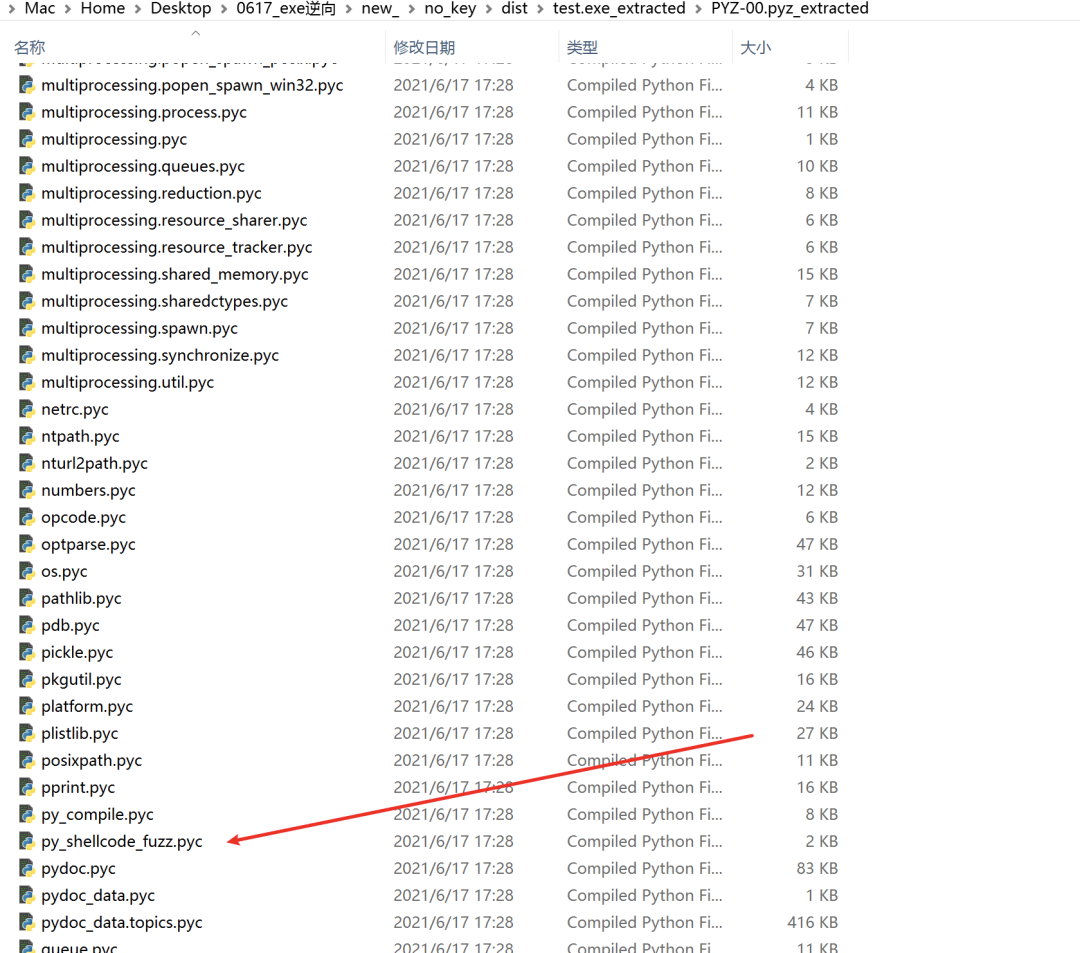 Mac > Home > Desktop > 0617_exe逆向 > new_ > no_key > dist > test.exe_extracted > PYZ-00.pyz_extracted
名称 修改日期 类型 大小
multiprocessing.popen_spawn_win32.pyc 2021/6/17 17:28 Compiled Python Fi... 4 KB
multiprocessing.process.pyc 2021/6/17 17:28 Compiled Python Fi... 11 KB
multiprocessing.pyc 2021/6/17 17:28 Compiled Python Fi... 1 KB
multiprocessing.queues.pyc 2021/6/17 17:28 Compiled Python Fi... 10 KB
multiprocessing.reduction.pyc 2021/6/17 17:28 Compiled Python Fi... 8 KB
multiprocessing.resource_sharer.pyc 2021/6/17 17:28 Compiled Python Fi... 6 KB
multiprocessing.resource_tracker.pyc 2021/6/17 17:28 Compiled Python Fi... 6 KB
multiprocessing.shared_memory.pyc 2021/6/17 17:28 Compiled Python Fi... 15 KB
multiprocessing.sharedctypes.pyc 2021/6/17 17:28 Compiled Python Fi... 7 KB
multiprocessing.spawn.pyc 2021/6/17 17:28 Compiled Python Fi... 7 KB
multiprocessing.synchronize.pyc 2021/6/17 17:28 Compiled Python Fi... 12 KB
multiprocessing.util.pyc 2021/6/17 17:28 Compiled Python Fi... 12 KB
netrc.pyc 2021/6/17 17:28 Compiled Python Fi... 4 KB
ntpath.pyc 2021/6/17 17:28 Compiled Python Fi... 15 KB
nturl2path.pyc 2021/6/17 17:28 Compiled Python Fi... 2 KB
numbers.pyc 2021/6/17 17:28 Compiled Python Fi... 12 KB
opcode.pyc 2021/6/17 17:28 Compiled Python Fi... 6 KB
optparse.pyc 2021/6/17 17:28 Compiled Python Fi... 47 KB
os.pyc 2021/6/17 17:28 Compiled Python Fi... 31 KB
pathlib.pyc 2021/6/17 17:28 Compiled Python Fi... 43 KB
pdb.pyc 2021/6/17 17:28 Compiled Python Fi... 47 KB
pickle.pyc 2021/6/17 17:28 Compiled Python Fi... 46 KB
pkgutil.pyc 2021/6/17 17:28 Compiled Python Fi... 16 KB
platform.pyc 2021/6/17 17:28 Compiled Python Fi... 24 KB
plistlib.pyc 2021/6/17 17:28 Compiled Python Fi... 27 KB
posixpath.pyc 2021/6/17 17:28 Compiled Python Fi... 11 KB
pprint.pyc 2021/6/17 17:28 Compiled Python Fi... 16 KB
py_compile.pyc 2021/6/17 17:28 Compiled Python Fi... 8 KB
py_shellcode_fuzz.pyc 2021/6/17 17:28 Compiled Python Fi... 2 KB
pydoc.pyc 2021/6/17 17:28 Compiled Python Fi... 83 KB
pydoc_data.pyc 2021/6/17 17:28 Compiled Python Fi... 1 KB
pydoc_data.topics.pyc 2021/6/17 17:28 Compiled Python Fi... 416 KB
queue.pyc 2021/6/17 17:28 Compiled Python Fi... 11 KB